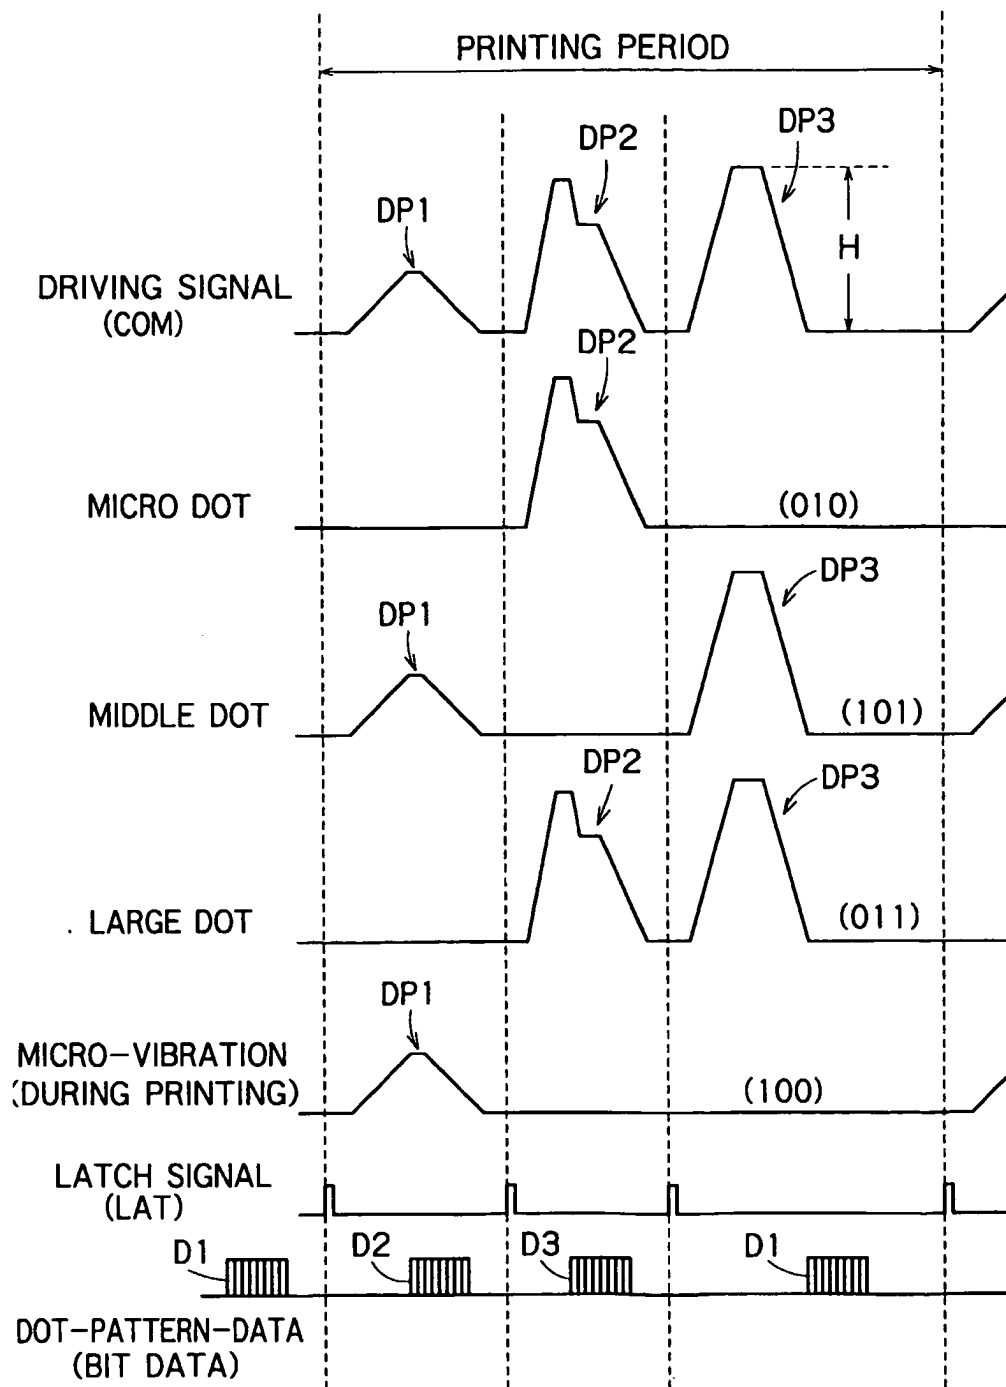 PRINTING PERIOD
DP1
DP2
DP3
H
DRIVING SIGNAL
(COM)
DP2
MICRO DOT
(010)
DP1
DP3
MIDDLE DOT
(101)
DP2
DP3
LARGE DOT
(011)
DP1
MICRO-VIBRATION
(DURING PRINTING)
(100)
LATCH SIGNAL
(LAT)
D1
D2
D3
D1
DOT-PATTERN-DATA
(BIT DATA)